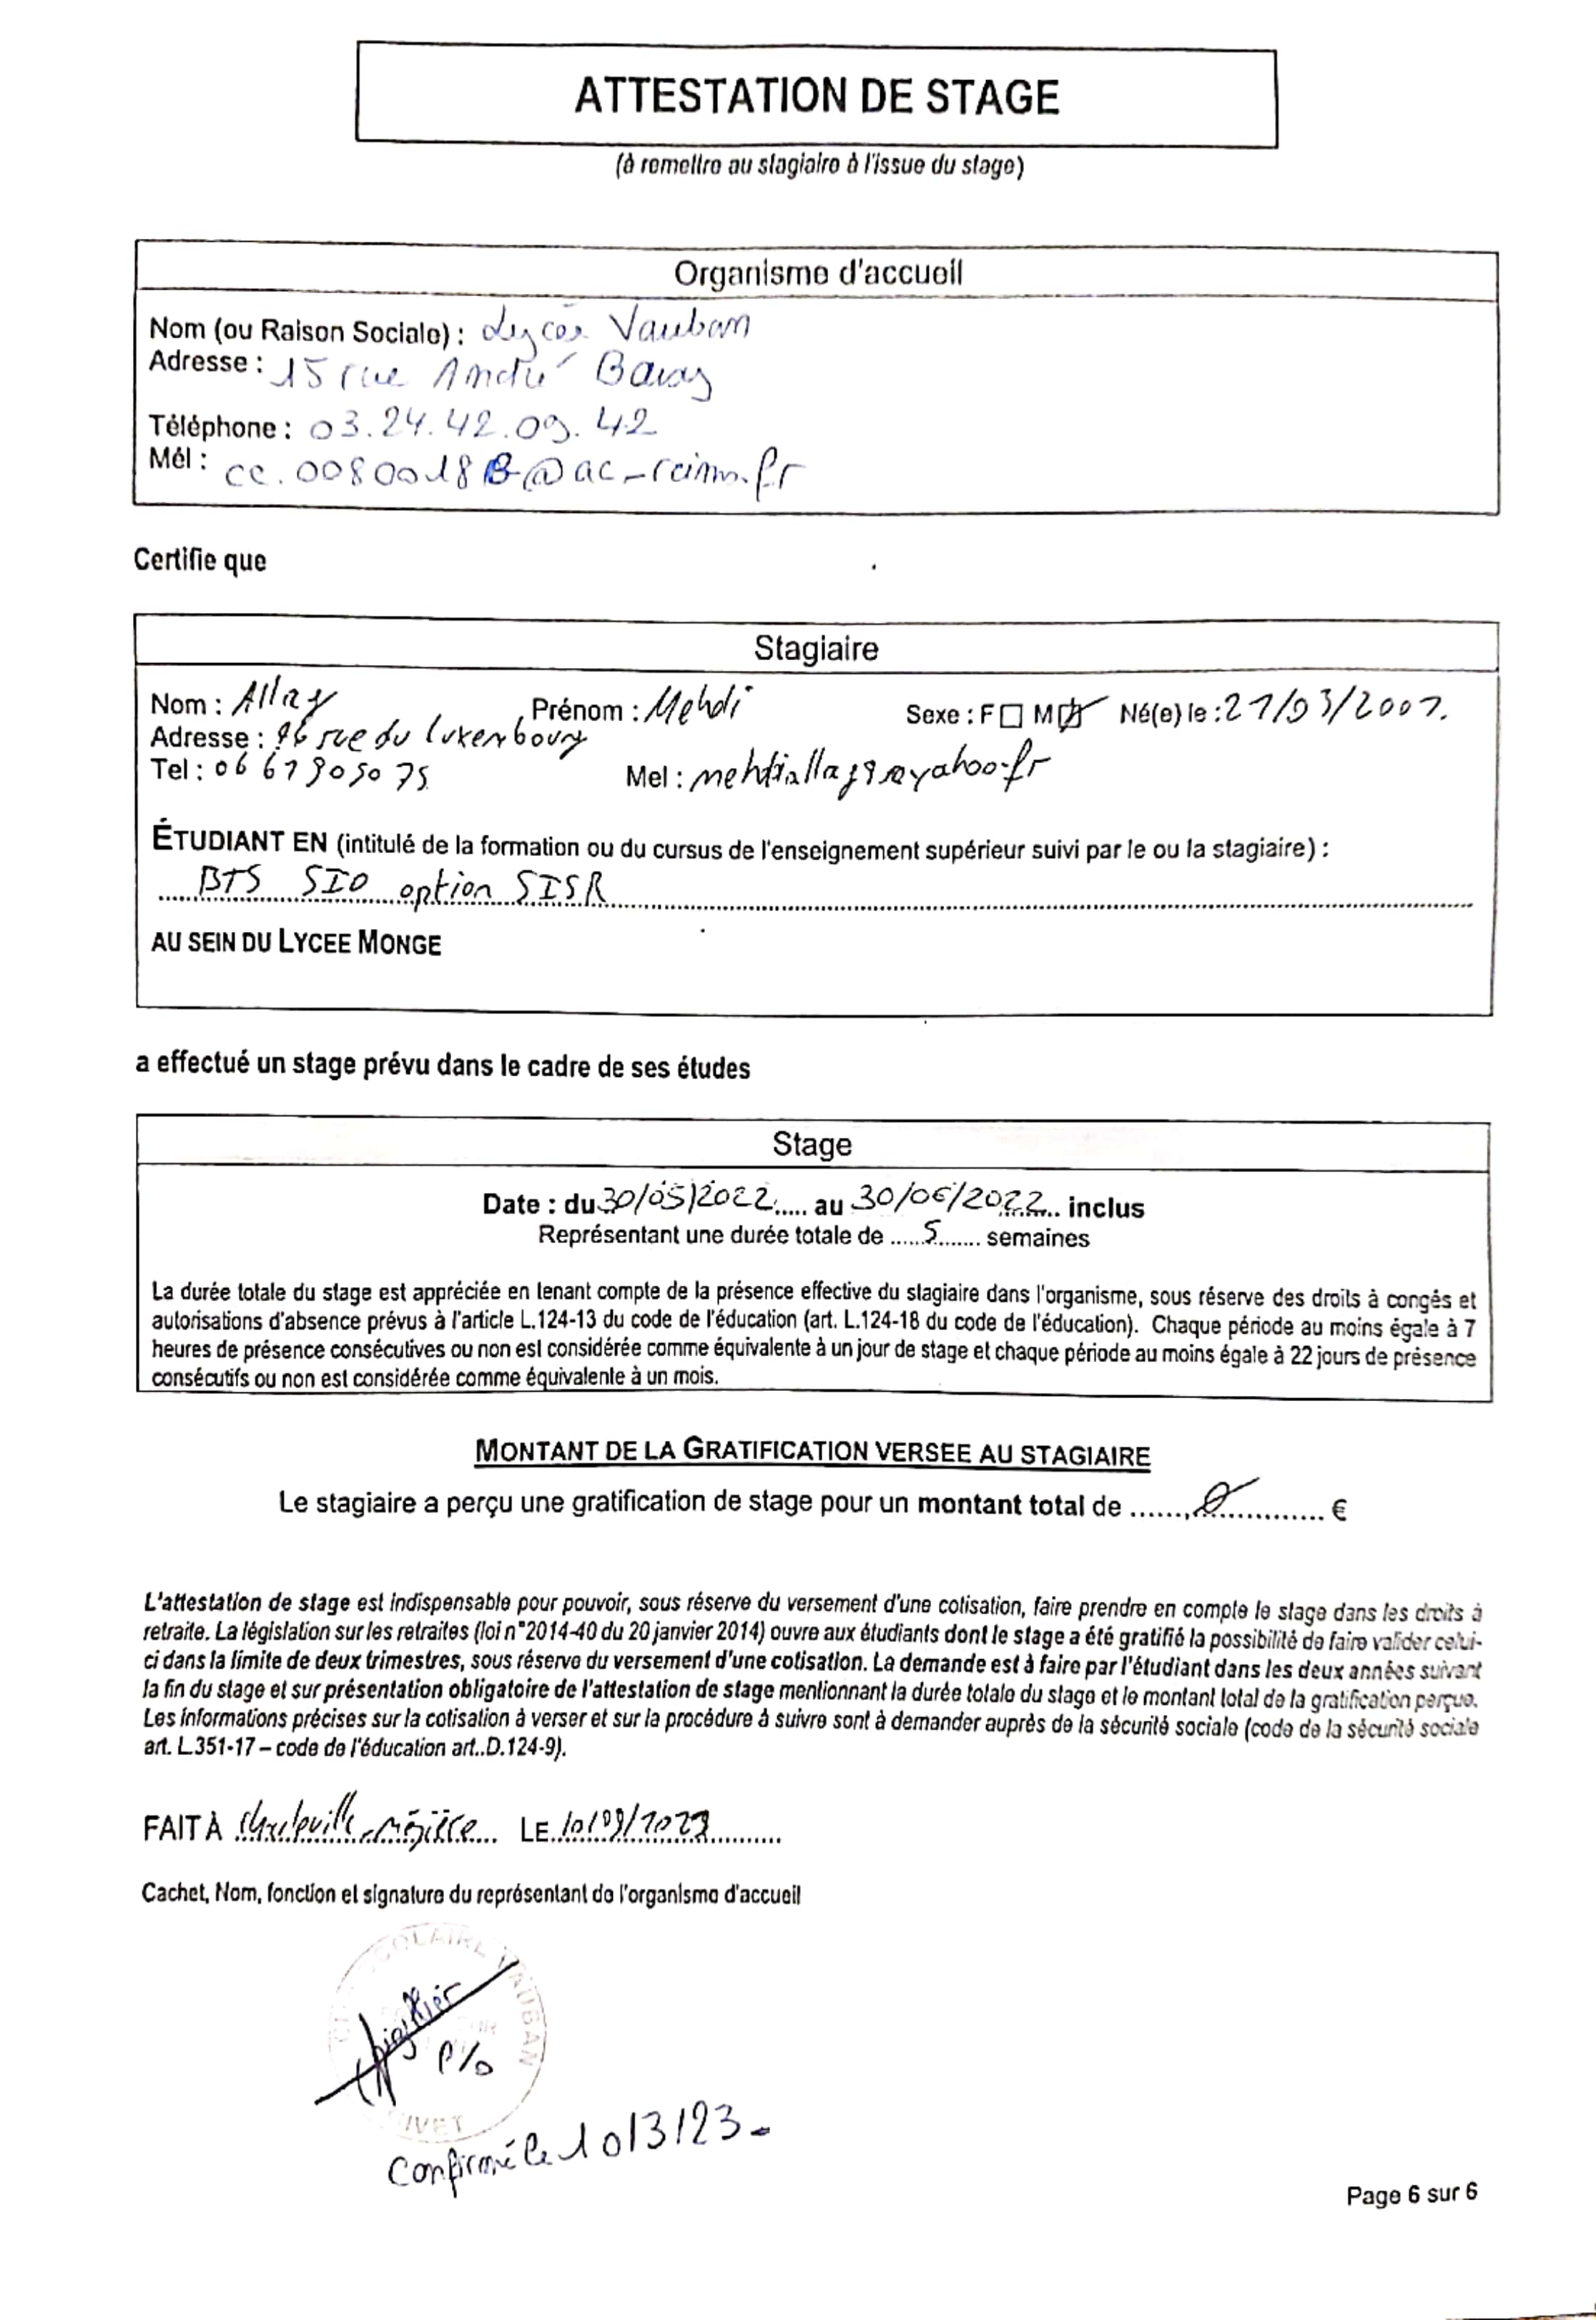 ATTESTATION DE STAGE
(à remettre au stagiaire à l'issue du stage)
Organisme d'accueil
Nom (ou Raison Sociale) : Lycée Vauban
Adresse : 15 rue André
Téléphone : 03.24.42.09.42
Mél : cc.0080018B@ac-reims.fr
Certifie que
Stagiaire
Nom : Allay Prénom : Mehdi Sexe : F ☐ M ☒ Né(e) le : 21/03/2001.
Adresse : 96 rue du luxembourg
Tel : 06 61 90 50 75 Mel :
ÉTUDIANT EN (intitulé de la formation ou du cursus de l'enseignement supérieur suivi par le ou la stagiaire) :
BTS SIO option SISR
AU SEIN DU LYCEE MONGE
a effectué un stage prévu dans le cadre de ses études
Stage
Date : du 30/05/2022..... au 30/06/2022.. inclus
Représentant une durée totale de ......5....... semaines
La durée totale du stage est appréciée en tenant compte de la présence effective du stagiaire dans l'organisme, sous réserve des droits à congés et
autorisations d'absence prévus à l'article L.124-13 du code de l'éducation (art. L.124-18 du code de l'éducation). Chaque période au moins égale à 7
heures de présence consécutives ou non est considérée comme équivalente à un jour de stage et chaque période au moins égale à 22 jours de présence
consécutifs ou non est considérée comme équivalente à un mois.
MONTANT DE LA GRATIFICATION VERSEE AU STAGIAIRE
Le stagiaire a perçu une gratification de stage pour un montant total de .......0............. €
L'attestation de stage est indispensable pour pouvoir, sous réserve du versement d'une cotisation, faire prendre en compte le stage dans les droits à
retraite. La législation sur les retraites (loi n°2014-40 du 20 janvier 2014) ouvre aux étudiants dont le stage a été gratifié la possibilité de faire valider celui-
ci dans la limite de deux trimestres, sous réserve du versement d'une cotisation. La demande est à faire par l'étudiant dans les deux années suivant
la fin du stage et sur présentation obligatoire de l'attestation de stage mentionnant la durée totale du stage et le montant total de la gratification perçue.
Les informations précises sur la cotisation à verser et sur la procédure à suivre sont à demander auprès de la sécurité sociale (code de la sécurité sociale
art. L.351-17 – code de l'éducation art..D.124-9).
FAIT À LE
Cachet, Nom, fonction et signature du représentant de l'organisme d'accueil
SCOLAIRE VAUBAN
P/o
Confirmé le 10/3/23-
Page 6 sur 6